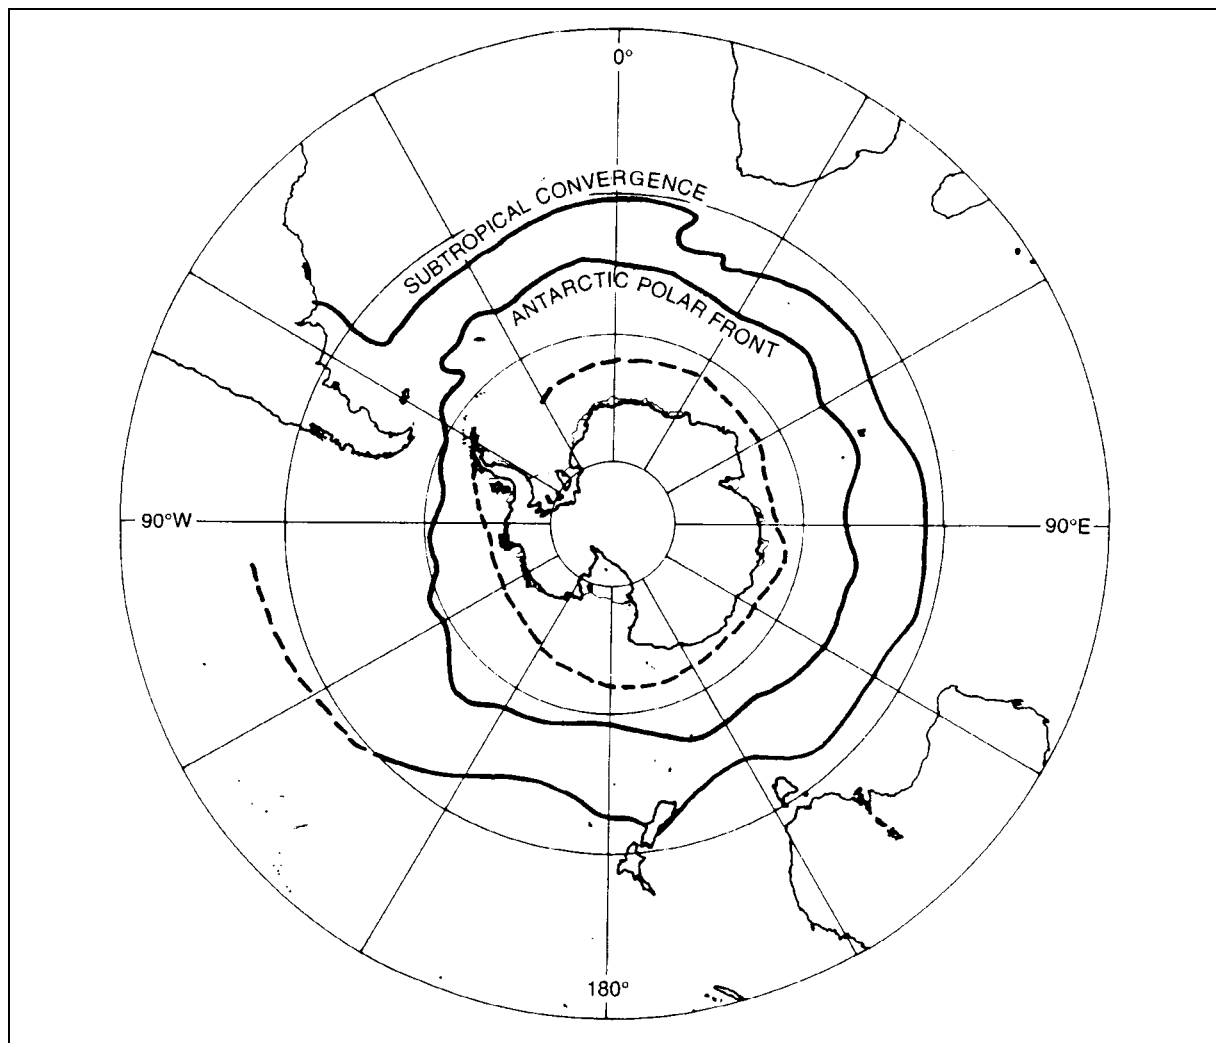 0°
SUBTROPICAL CONVERGENCE
ANTARCTIC POLAR FRONT
90°W
90°E
180°